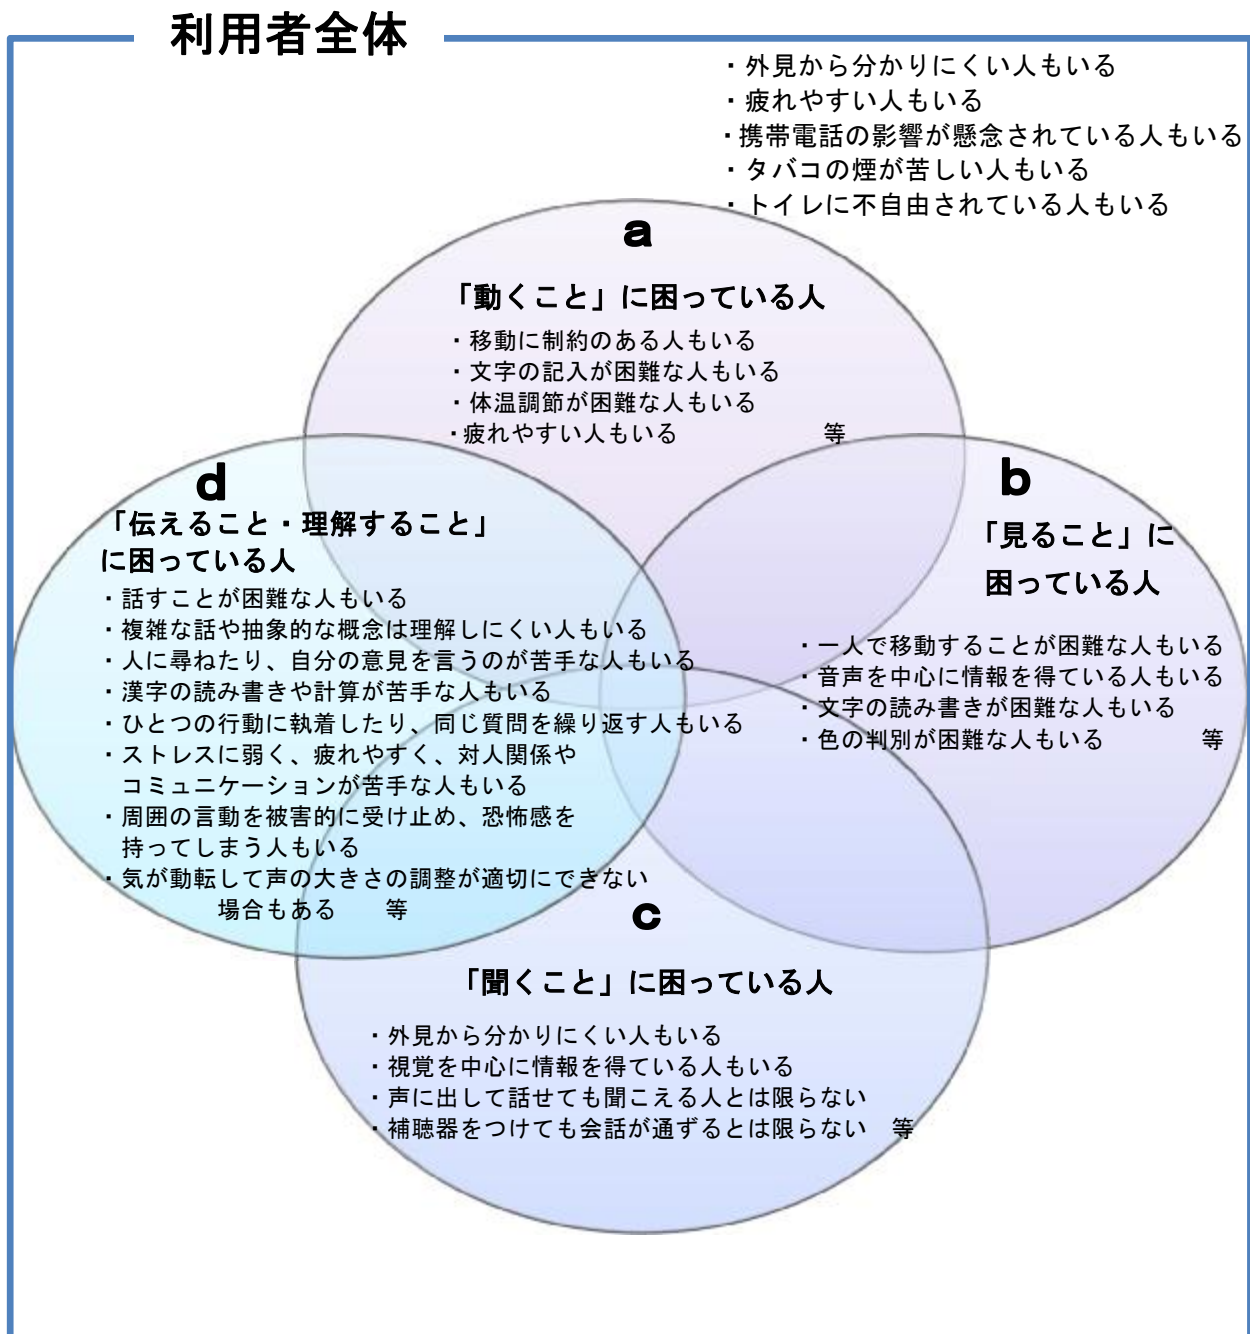 利用者全体
・外見から分かりにくい人もいる
・疲れやすい人もいる
・携帯電話の影響が懸念されている人もいる
・タバコの煙が苦しい人もいる
・トイレに不自由されている人もいる
a
「動くこと」に困っている人
・移動に制約のある人もいる
・文字の記入が困難な人もいる
・体温調節が困難な人もいる
・疲れやすい人もいる　等
b
「見ること」に
困っている人
・一人で移動することが困難な人もいる
・音声を中心に情報を得ている人もいる
・文字の読み書きが困難な人もいる
・色の判別が困難な人もいる　等
d
「伝えること・理解すること」
に困っている人
・話すことが困難な人もいる
・複雑な話や抽象的な概念は理解しにくい人もいる
・人に尋ねたり、自分の意見を言うのが苦手な人もいる
・漢字の読み書きや計算が苦手な人もいる
・ひとつの行動に執着したり、同じ質問を繰り返す人もいる
・ストレスに弱く、疲れやすく、対人関係や
コミュニケーションが苦手な人もいる
・周囲の言動を被害的に受け止め、恐怖感を
持ってしまう人もいる
・気が動転して声の大きさの調整が適切にできない
場合もある　等
c
「聞くこと」に困っている人
・外見から分かりにくい人もいる
・視覚を中心に情報を得ている人もいる
・声に出して話せても聞こえる人とは限らない
・補聴器をつけても会話が通ずるとは限らない　等